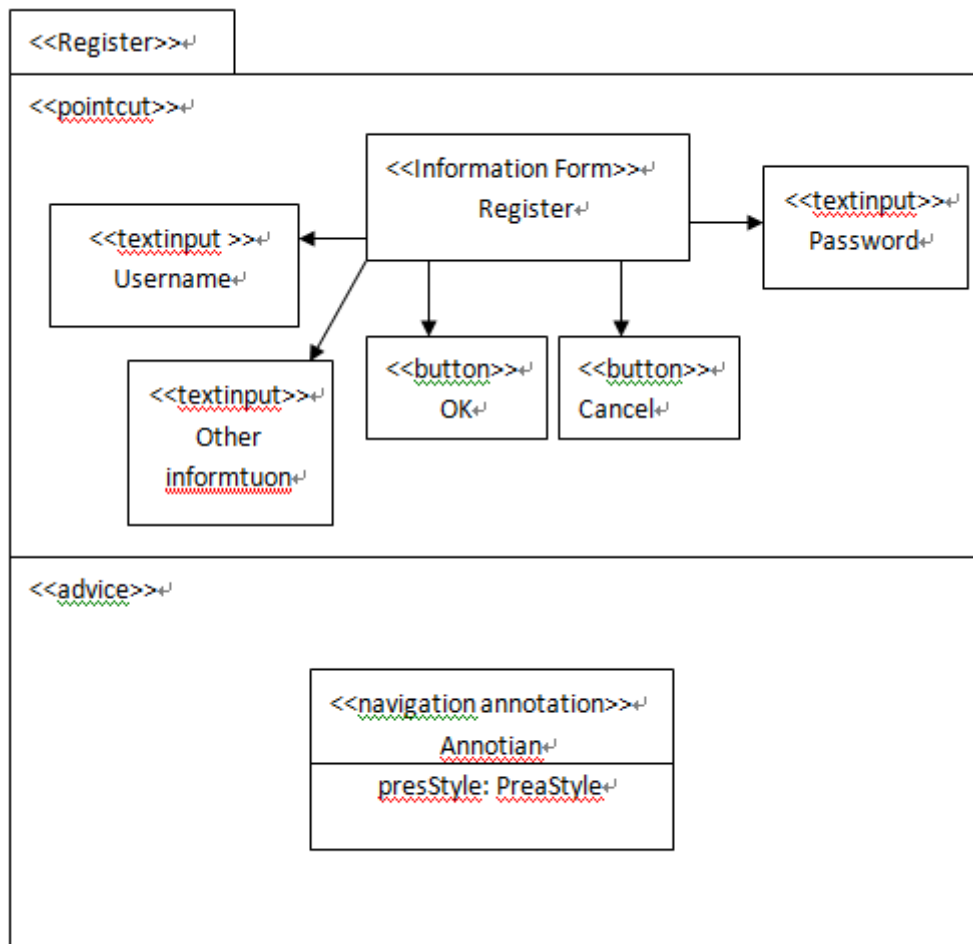 <<Register>>↵
<<pointcut>>↵
<<Information Form>>↵
Register↵
<<textinput>>↵
Password↵
<<textinput >>↵
Username↵
<<textinput>>↵
Other
informtuon↵
<<button>>↵
OK↵
<<button>>↵
Cancel↵
<<advice>>↵
<<navigation annotation>>↵
Annotian↵
presStyle: PreaStyle↵